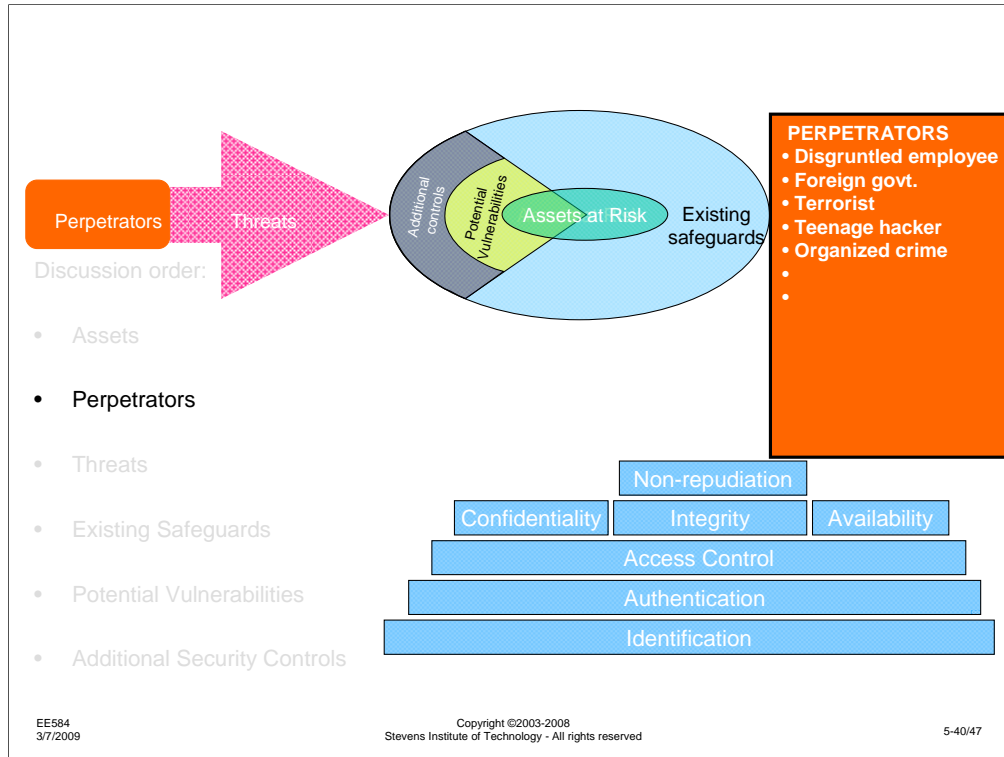 Perpetrators
Threats
Additional
controls
Potential
Vulnerabilities
Assets at Risk
Existing
safeguards
PERPETRATORS
• Disgruntled employee
• Foreign govt.
• Terrorist
• Teenage hacker
• Organized crime
•
•
Discussion order:
• Assets
• Perpetrators
• Threats
• Existing Safeguards
• Potential Vulnerabilities
• Additional Security Controls
Non-repudiation
Confidentiality
Integrity
Availability
Access Control
Authentication
Identification
EE584
3/7/2009
Copyright ©2003-2008
Stevens Institute of Technology - All rights reserved
5-40/47